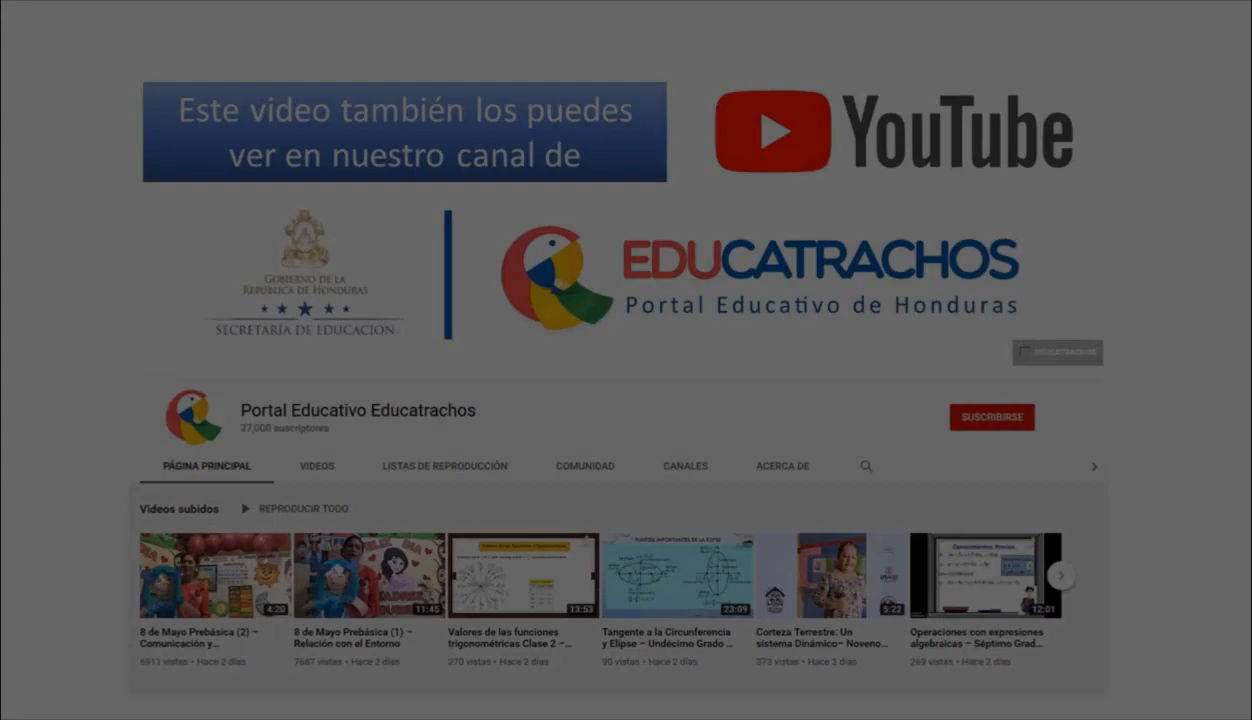 Este video también los puedes
ver en nuestro canal de
YouTube
GOBIERNO DE LA
REPÚBLICA DE HONDURAS
SECRETARÍA DE EDUCACIÓN
EDUCATRACHOS
Portal Educativo de Honduras
Portal Educativo Educatrachos
27,000 suscriptores
SUSCRIBIRSE
PÁGINA PRINCIPAL VIDEOS LISTAS DE REPRODUCCIÓN COMUNIDAD CANALES ACERCA DE
Videos subidos REPRODUCIR TODO
4:20 11:45 13:53 23:09 5:22 12:01
8 de Mayo Prebásica (2) –
Comunicación y...
6911 vistas • Hace 2 días
8 de Mayo Prebásica (1) –
Relación con el Entorno
7687 vistas • Hace 2 días
Valores de las funciones
trigonométricas Clase 2 –...
270 vistas • Hace 2 días
Tangente a la Circunferencia
y Elipse – Undécimo Grado ...
90 vistas • Hace 2 días
Corteza Terrestre: Un
sistema Dinámico– Noveno...
373 vistas • Hace 2 días
Operaciones con expresiones
algebraicas – Séptimo Grad...
269 vistas • Hace 2 días